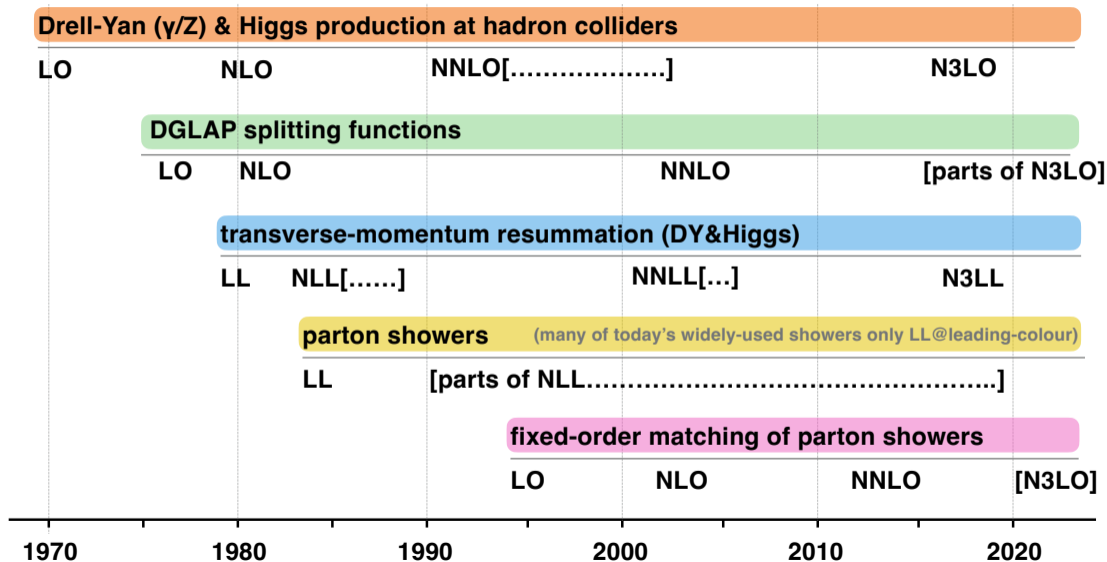 Drell-Yan (γ/Z) & Higgs production at hadron colliders
LO NLO NNLO[...................] N3LO
DGLAP splitting functions
LO NLO NNLO [parts of N3LO]
transverse-momentum resummation (DY&Higgs)
LL NLL[......] NNLL[...] N3LL
parton showers (many of today's widely-used showers only LL@leading-colour)
LL [parts of NLL.................................................]
fixed-order matching of parton showers
LO NLO NNLO [N3LO]
1970 1980 1990 2000 2010 2020